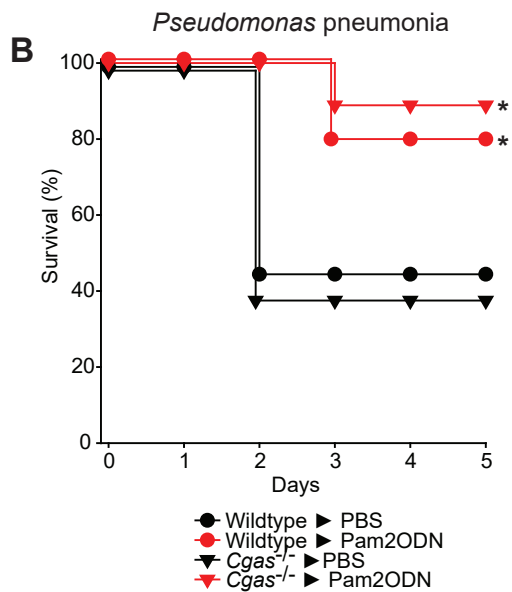 Pseudomonas pneumonia
B
Survival (%)
100
80
60
40
20
0
0 1 2 3 4 5
Days
*
*
Wildtype ► PBS
Wildtype ► Pam2ODN
Cgas-/- ►PBS
Cgas-/- ► Pam2ODN